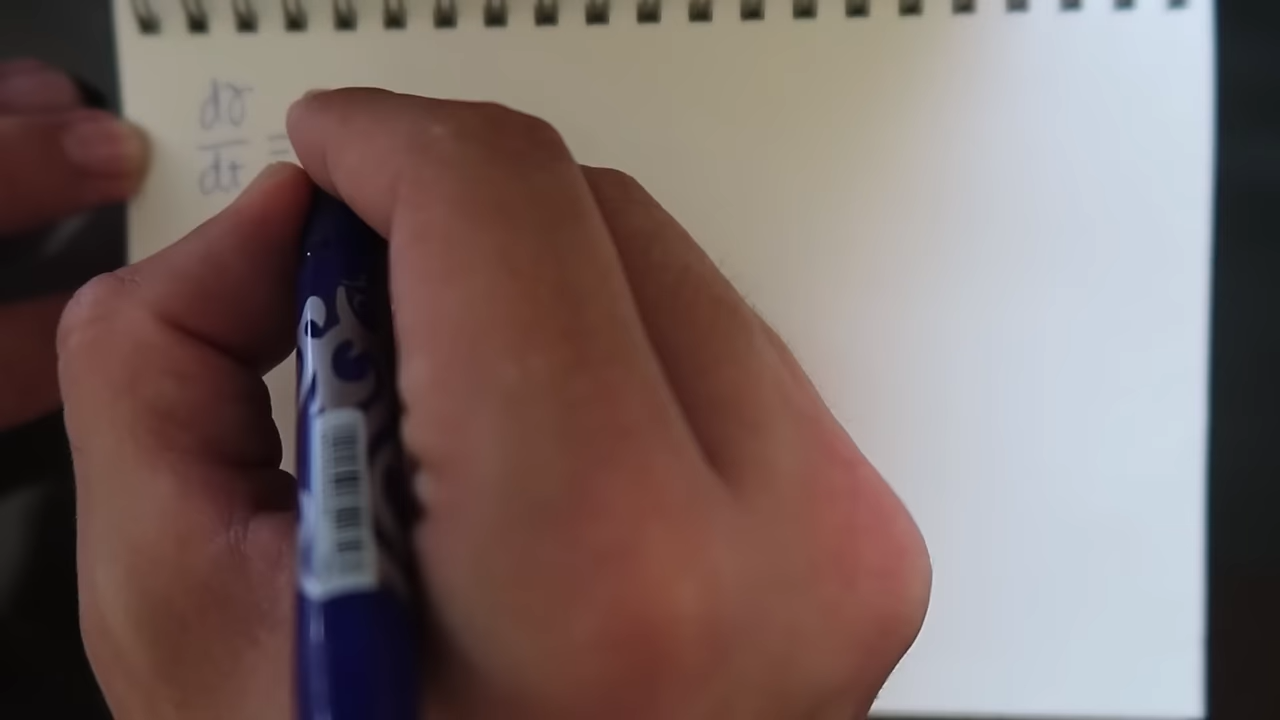 dr
dt =